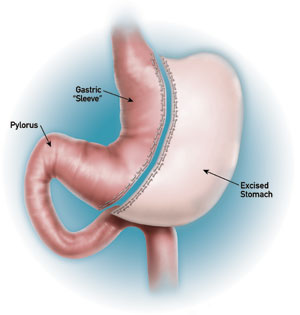 Gastric
"Sleeve"
Pylorus
Excised
Stomach